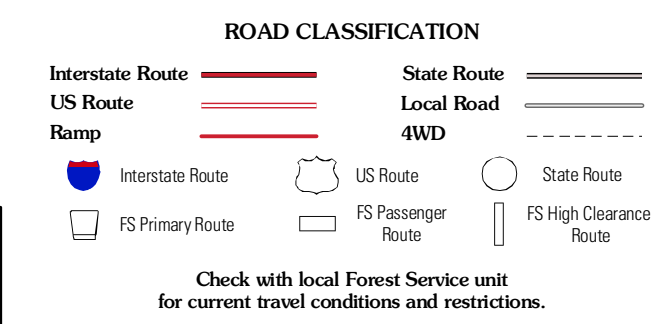 ROAD CLASSIFICATION
Interstate Route
State Route
US Route
Local Road
Ramp
4WD
Interstate Route
US Route
State Route
FS Primary Route
FS Passenger
Route
FS High Clearance
Route
Check with local Forest Service unit
for current travel conditions and restrictions.